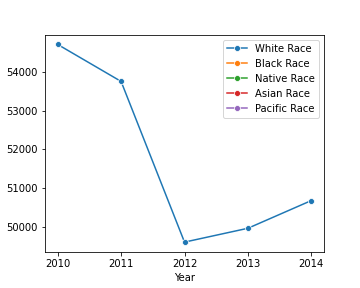 White Race
Black Race
Native Race
Asian Race
Pacific Race
54000
53000
52000
51000
50000
2010 2011 2012 2013 2014
Year